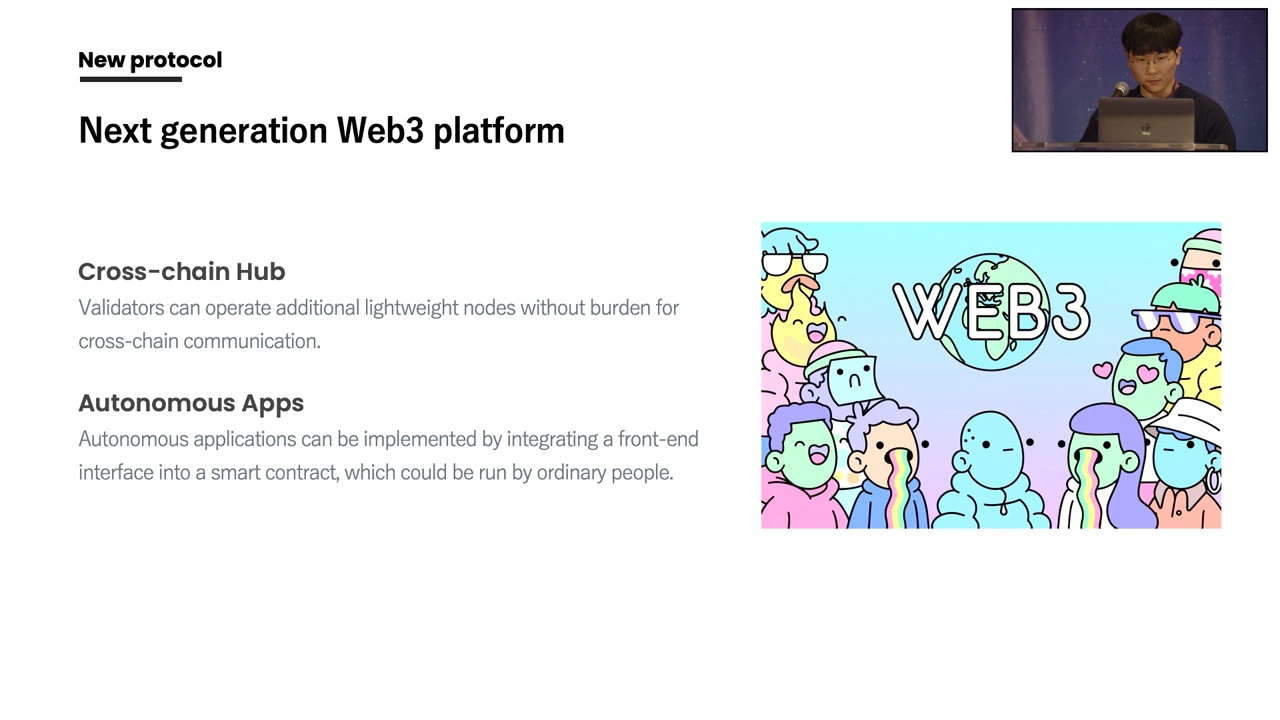 New protocol
Next generation Web3 platform
Cross-chain Hub
Validators can operate additional lightweight nodes without burden for
cross-chain communication.
Autonomous Apps
Autonomous applications can be implemented by integrating a front-end
interface into a smart contract, which could be run by ordinary people.
WEB3